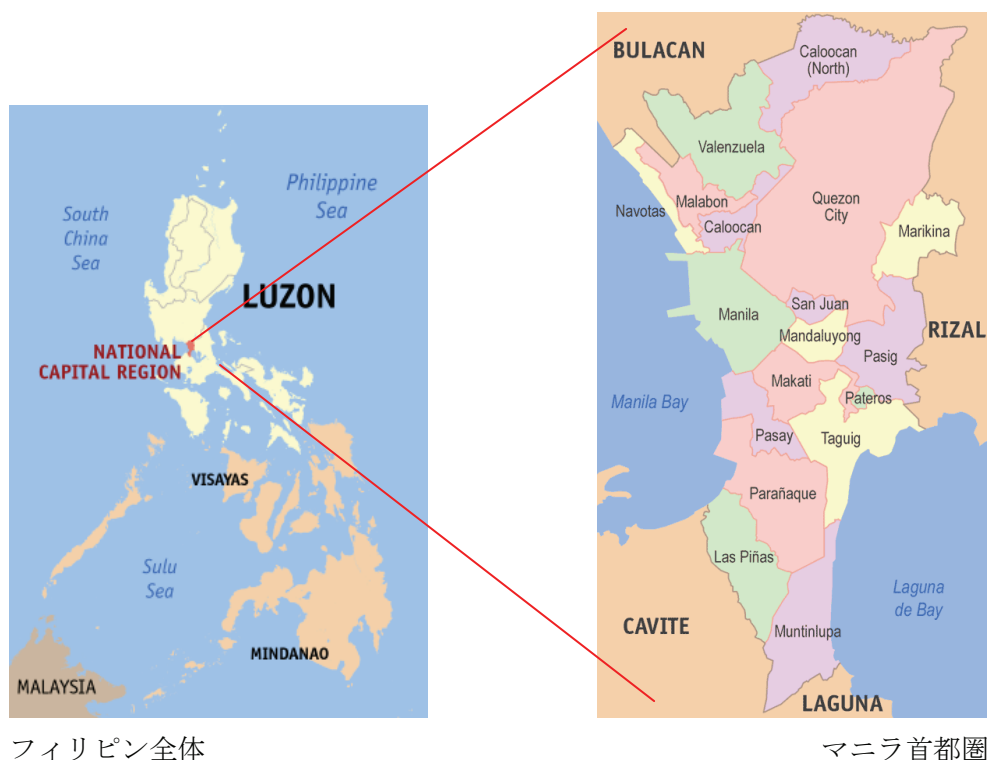 Philippine
Sea
South
China
Sea
LUZON
NATIONAL
CAPITAL REGION
VISAYAS
Sulu
Sea
MINDANAO
MALAYSIA
フィリピン全体
BULACAN
Caloocan
(North)
Valenzuela
Malabon
Navotas
Caloocan
Quezon
City
Marikina
San Juan
Manila
Mandaluyong
RIZAL
Pasig
Makati
Pateros
Manila Bay
Pasay
Taguig
Parañaque
Las Piñas
Laguna
de Bay
CAVITE
Muntinlupa
LAGUNA
マニラ首都圏